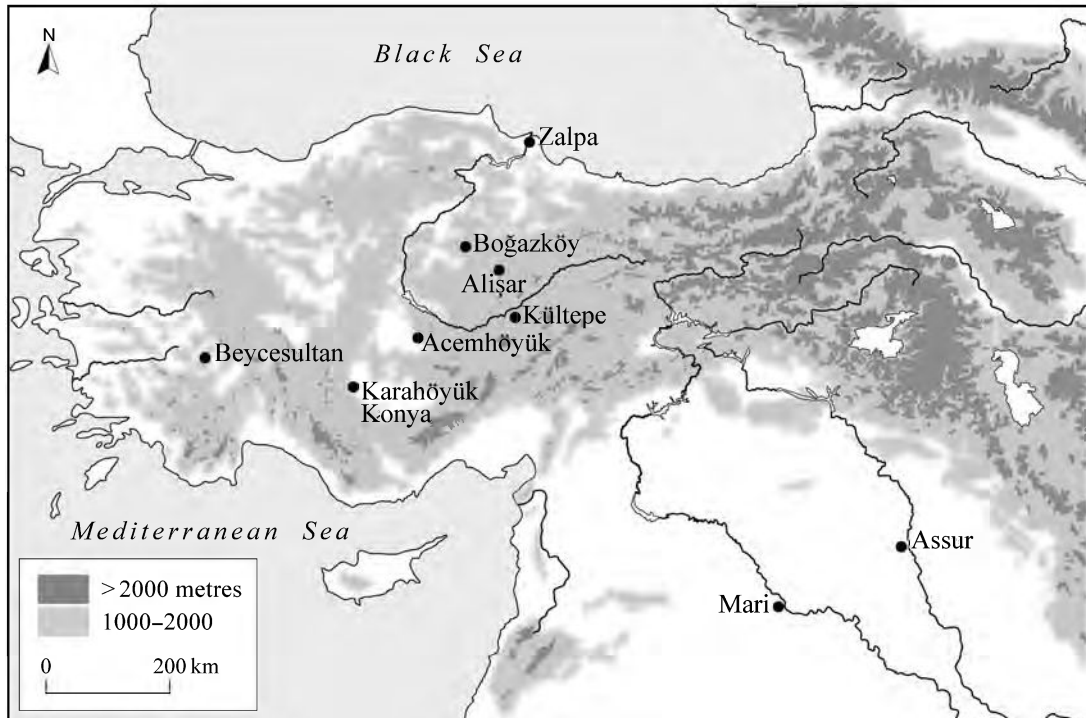 N
Black Sea
Zalpa
Boğazköy
Alişar
Kültepe
Acemhöyük
Beycesultan
Karahöyük
Konya
Mediterranean Sea
Assur
Mari
>2000 metres
1000–2000
0 200 km